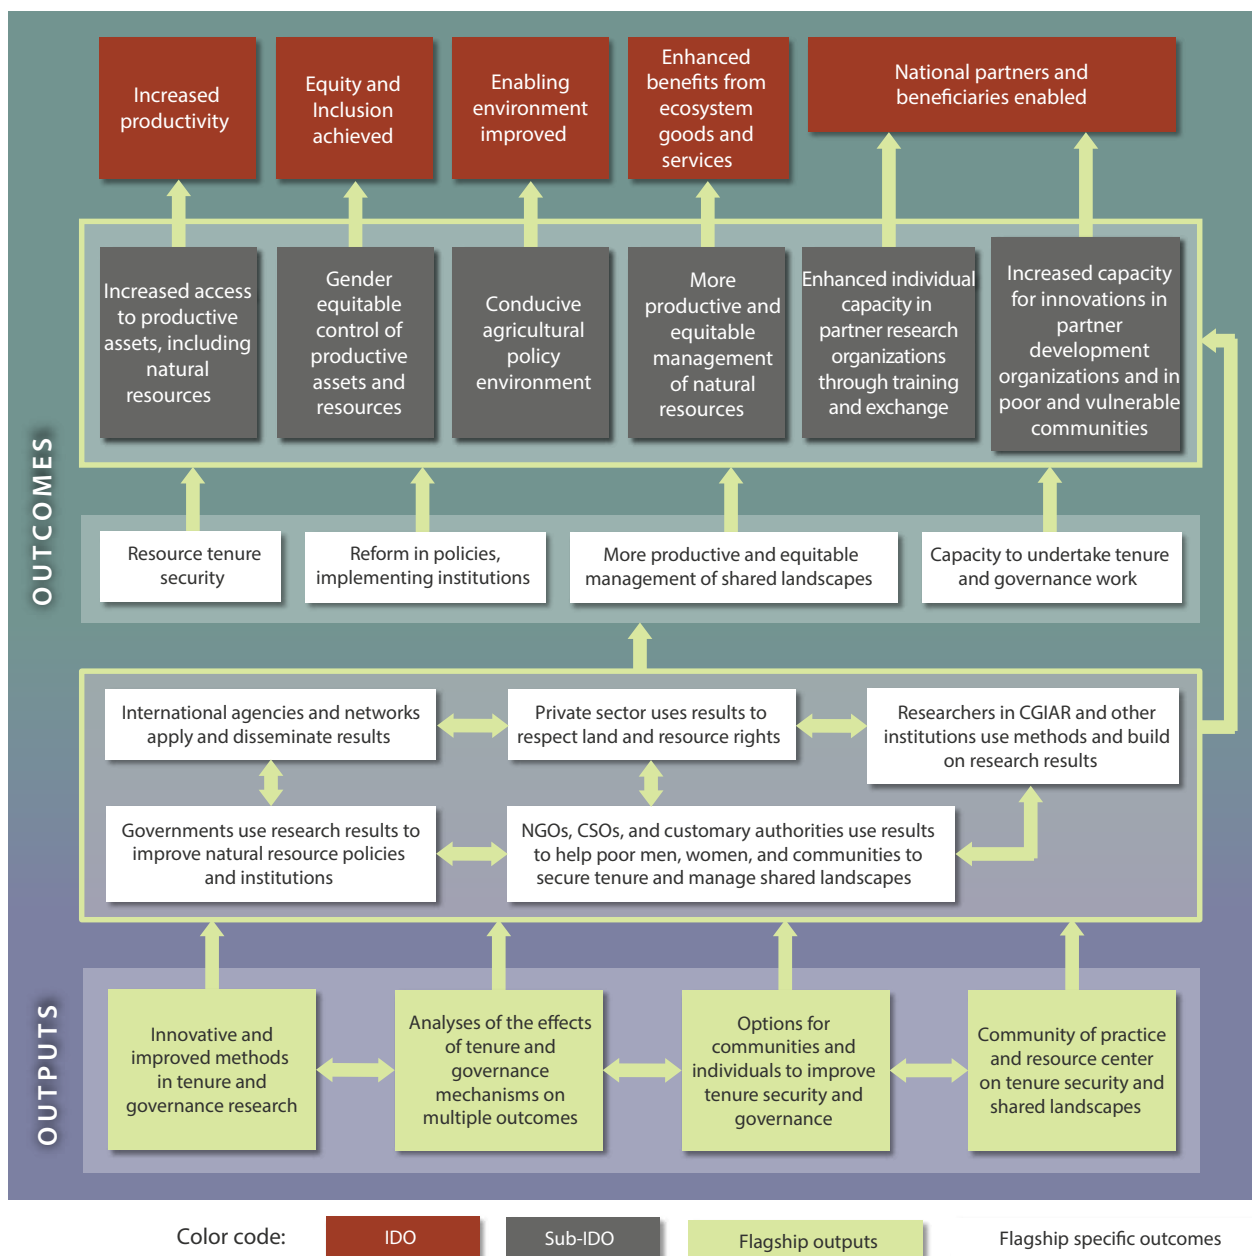 Increased
productivity
Equity and
Inclusion
achieved
Enabling
environment
improved
Enhanced
benefits from
ecosystem
goods and
services
National partners and
beneficiaries enabled
Increased access
to productive
assets, including
natural
resources
Gender
equitable
control of
productive
assets and
resources
Conducive
agricultural
policy
environment
More
productive and
equitable
management
of natural
resources
Enhanced individual
capacity in
partner research
organizations
through training
and exchange
Increased capacity
for innovations in
partner
development
organizations and in
poor and vulnerable
communities
OUTCOMES
Resource tenure
security
Reform in policies,
implementing institutions
More productive and equitable
management of shared landscapes
Capacity to undertake tenure
and governance work
International agencies and networks
apply and disseminate results
Private sector uses results to
respect land and resource rights
Researchers in CGIAR and other
institutions use methods and build
on research results
Governments use research results to
improve natural resource policies
and institutions
NGOs, CSOs, and customary authorities use results
to help poor men, women, and communities to
secure tenure and manage shared landscapes
OUTPUTS
Innovative and
improved methods
in tenure and
governance research
Analyses of the effects
of tenure and
governance
mechanisms on
multiple outcomes
Options for
communities and
individuals to improve
tenure security and
governance
Community of practice
and resource center
on tenure security and
shared landscapes
Color code:
IDO
Sub-IDO
Flagship outputs
Flagship specific outcomes